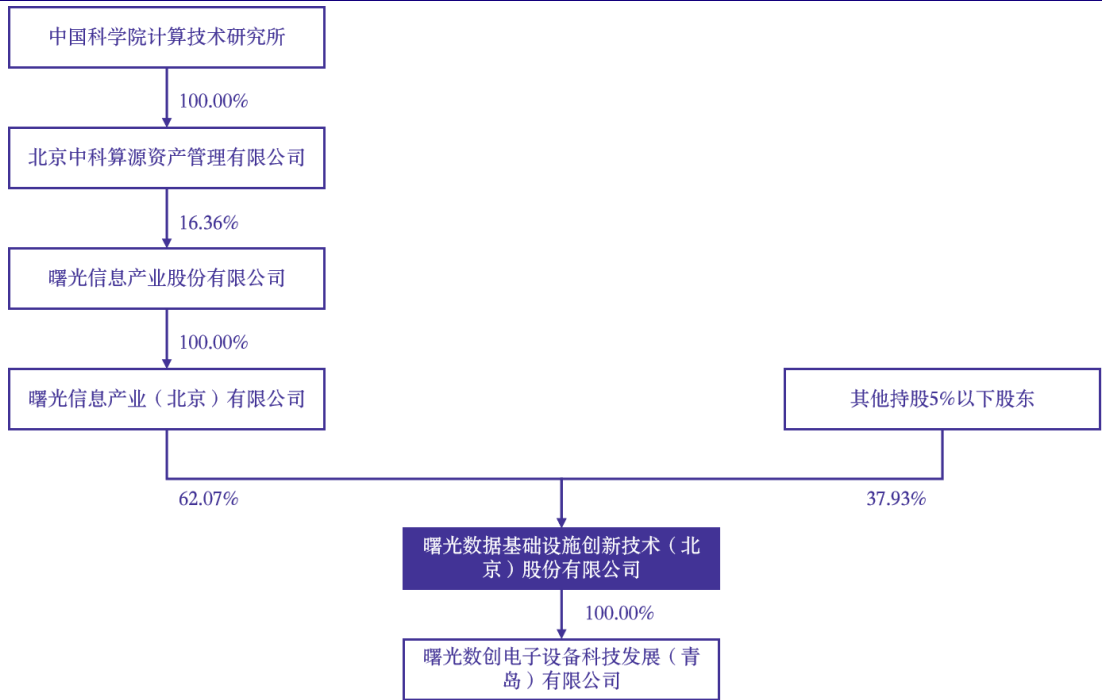 中国科学院计算技术研究所
100.00%
北京中科算源资产管理有限公司
16.36%
曙光信息产业股份有限公司
100.00%
曙光信息产业（北京）有限公司
其他持股5%以下股东
62.07%
37.93%
曙光数据基础设施创新技术（北
京）股份有限公司
100.00%
曙光数创电子设备科技发展（青
岛）有限公司